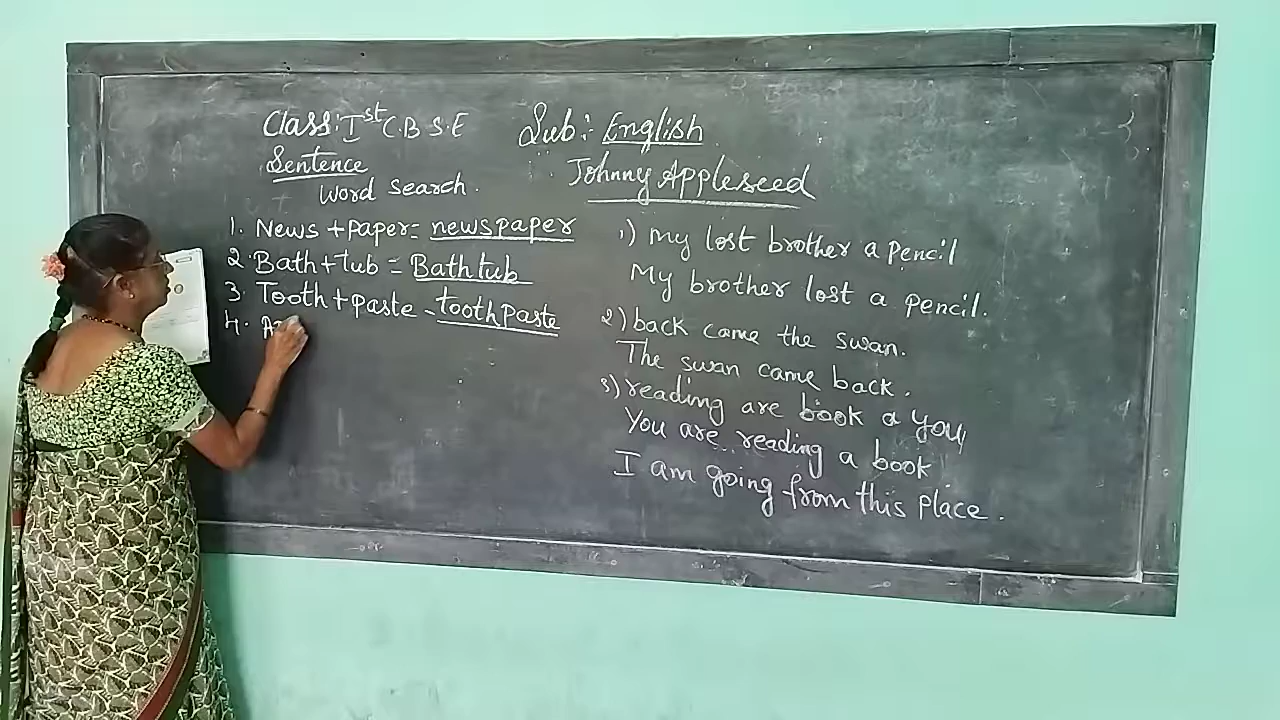 Class: Ist C.B.S.E
Sub:- English
Sentence
Johnny Appleseed
Word search.
1. News + paper = newspaper
2. Bath + tub = Bathtub
3. Tooth + paste - toothpaste
4.
1) My lost brother a pencil
My brother lost a pencil.
2) back came the swan.
The swan came back.
3) reading are book a you
You are reading a book.
I am going from this place.